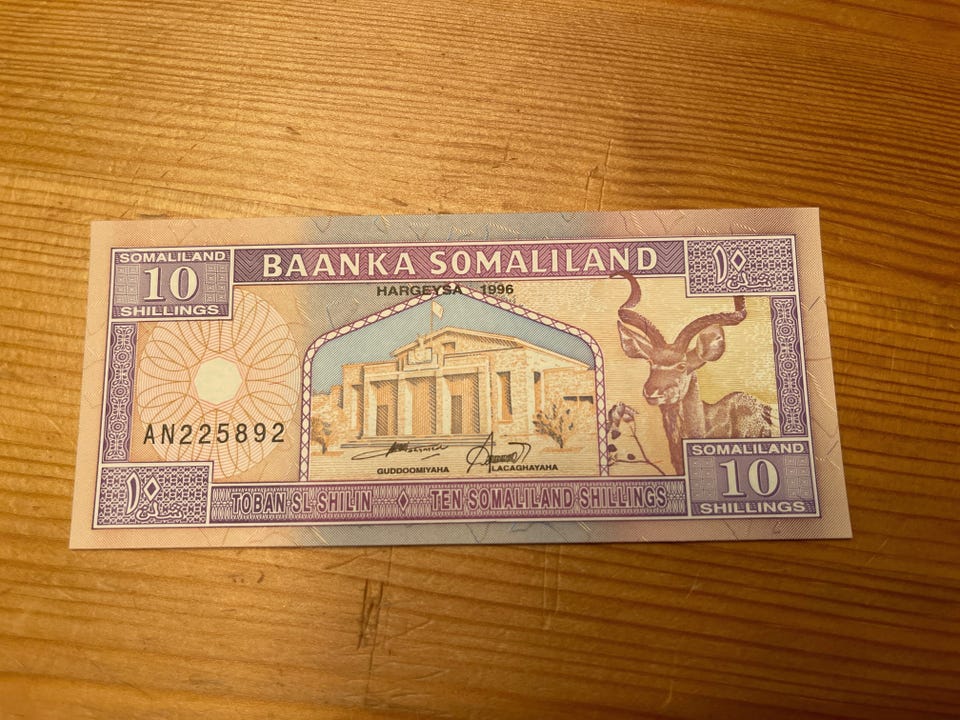 SOMALILAND
10
SHILLINGS
BAANKA SOMALILAND
HARGEYSA 1996
١٠
AN225892
GUDDOOMIYAHA LACAGHAYAHA
SOMALILAND
10
SHILLINGS
١٠
TOBAN SL SHILIN ◊ TEN SOMALILAND SHILLINGS